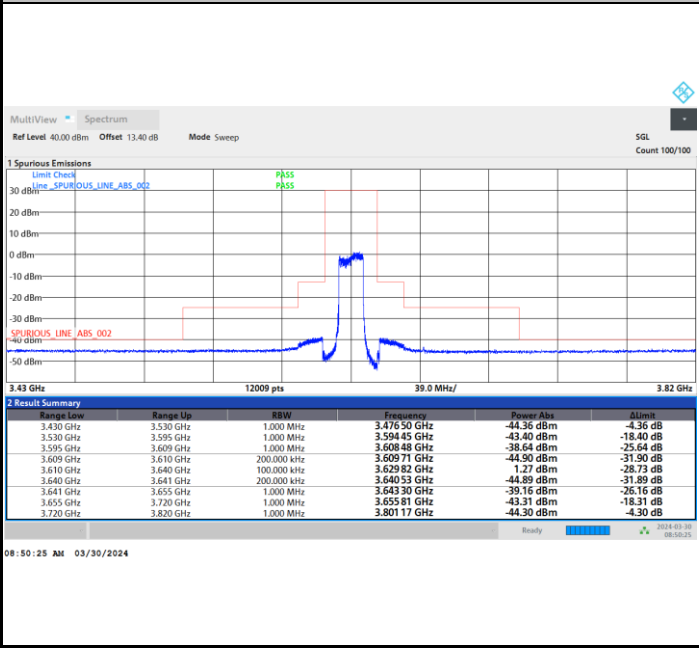 MultiView Spectrum
Ref Level 40.00 dBm Offset 13.40 dB Mode Sweep SGL
Count 100/100
1 Spurious Emissions
Limit Check PASS
Line _SPURIOUS_LINE_ABS_002 PASS
30 dBm
20 dBm
10 dBm
0 dBm
-10 dBm
-20 dBm
-30 dBm
SPURIOUS_LINE_ABS_002
-40 dBm
-50 dBm
3.43 GHz 12009 pts 39.0 MHz/ 3.82 GHz
2 Result Summary
Range Low Range Up RBW Frequency Power Abs ΔLimit
3.430 GHz 3.530 GHz 1.000 MHz 3.476 50 GHz -44.36 dBm -4.36 dB
3.530 GHz 3.595 GHz 1.000 MHz 3.594 45 GHz -43.40 dBm -18.40 dB
3.595 GHz 3.609 GHz 1.000 MHz 3.608 48 GHz -38.64 dBm -25.64 dB
3.609 GHz 3.610 GHz 200.000 kHz 3.609 71 GHz -44.90 dBm -31.90 dB
3.610 GHz 3.640 GHz 100.000 kHz 3.629 82 GHz 1.27 dBm -28.73 dB
3.640 GHz 3.641 GHz 200.000 kHz 3.640 53 GHz -44.89 dBm -31.89 dB
3.641 GHz 3.655 GHz 1.000 MHz 3.643 30 GHz -39.16 dBm -26.16 dB
3.655 GHz 3.720 GHz 1.000 MHz 3.655 81 GHz -43.31 dBm -18.31 dB
3.720 GHz 3.820 GHz 1.000 MHz 3.801 17 GHz -44.30 dBm -4.30 dB
Ready 2024-03-30
08:50:25
08:50:25 AM 03/30/2024